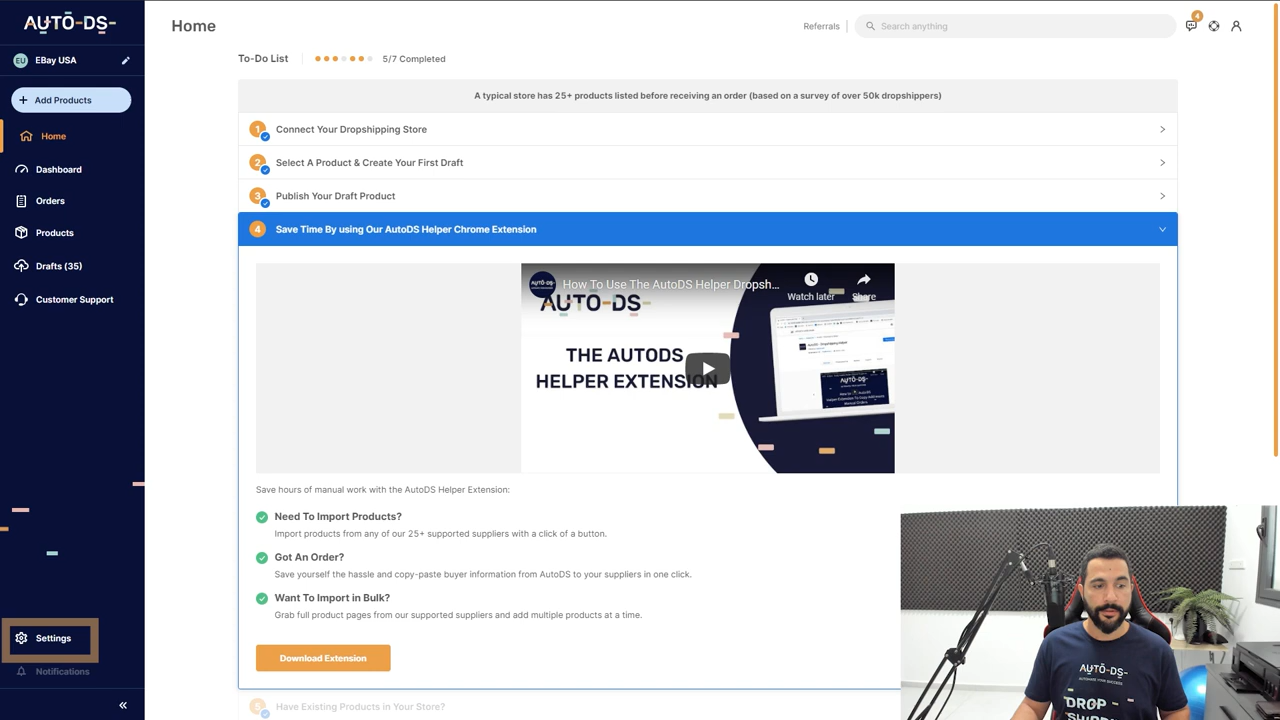 AUTO-DS-
Home
Referrals
Search anything
4
EU
EBay USA
To-Do List
5/7 Completed
Add Products
A typical store has 25+ products listed before receiving an order (based on a survey of over 50k dropshippers)
1
Connect Your Dropshipping Store
Home
2
Select A Product & Create Your First Draft
Dashboard
3
Publish Your Draft Product
Orders
4
Save Time By using Our AutoDS Helper Chrome Extension
Products
Drafts (35)
Customer Support
AUTO-DS-
How To Use The AutoDS Helper Dropsh...
Watch later
Share
AUTO-DS-
THE AUTODS
HELPER EXTENSION
Save hours of manual work with the AutoDS Helper Extension:
Need To Import Products?
Import products from any of our 25+ supported suppliers with a click of a button.
Got An Order?
Save yourself the hassle and copy-paste buyer information from AutoDS to your suppliers in one click.
Want To Import in Bulk?
Grab full product pages from our supported suppliers and add multiple products at a time.
Download Extension
Settings
Notifications
5
Have Existing Products in Your Store?
AUTO-DS-
AUTOMATE YOUR SUCCESS
DROP